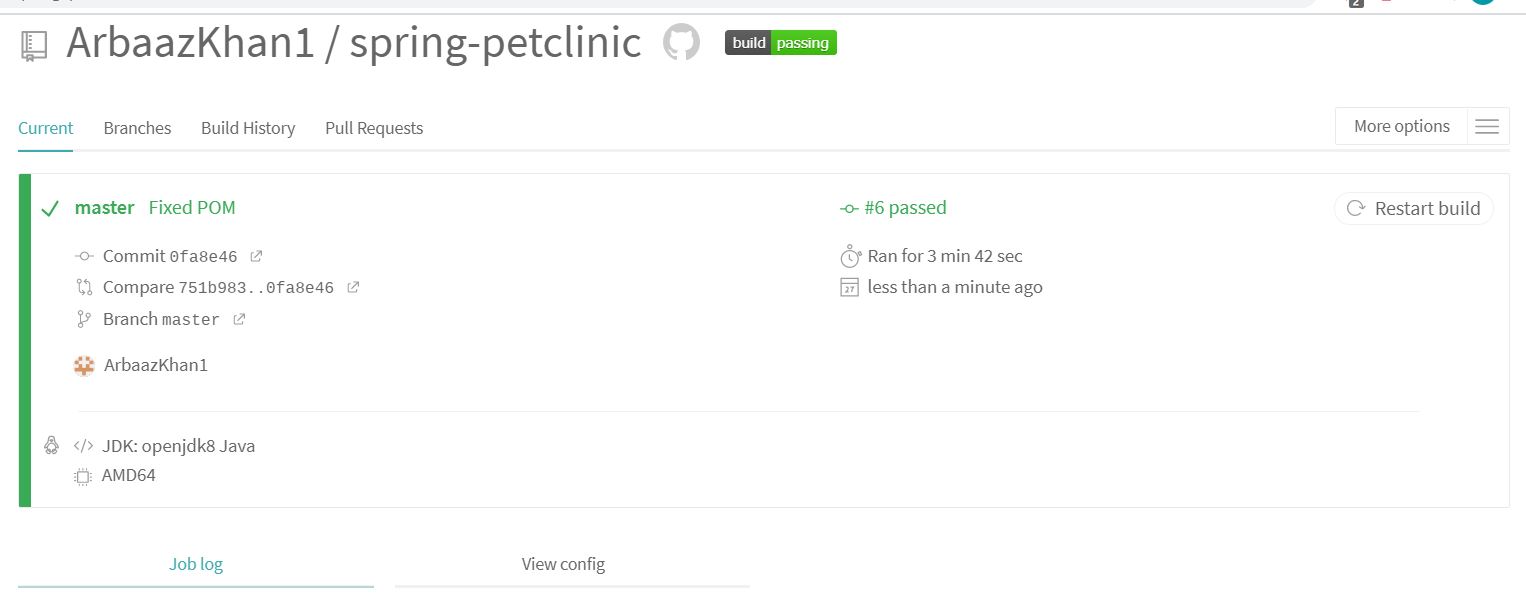 2
ArbaazKhan1 / spring-petclinic build passing
Current Branches Build History Pull Requests More options
master Fixed POM #6 passed Restart build
Commit 0fa8e46 Ran for 3 min 42 sec
Compare 751b983..0fa8e46 27 less than a minute ago
Branch master
ArbaazKhan1
</> JDK: openjdk8 Java
AMD64
Job log View config